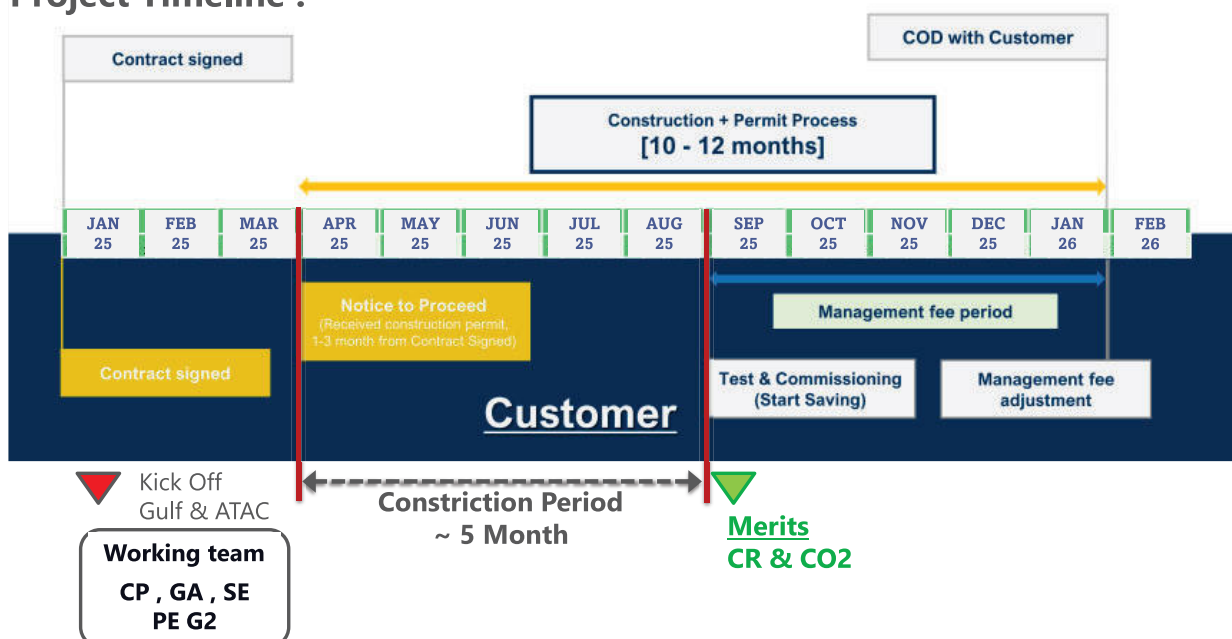 Project Timeline :
Contract signed
COD with Customer
Construction + Permit Process
[10 - 12 months]
JAN FEB MAR APR MAY JUN JUL AUG SEP OCT NOV DEC JAN FEB
25 25 25 25 25 25 25 25 25 25 25 25 26 26
Notice to Proceed
(Received construction permit,
1-3 month from Contract Signed)
Management fee period
Contract signed
Test & Commissioning
(Start Saving)
Management fee
adjustment
Customer
Kick Off
Gulf & ATAC
Constriction Period
~ 5 Month
Merits
CR & CO2
Working team
CP , GA , SE
PE G2